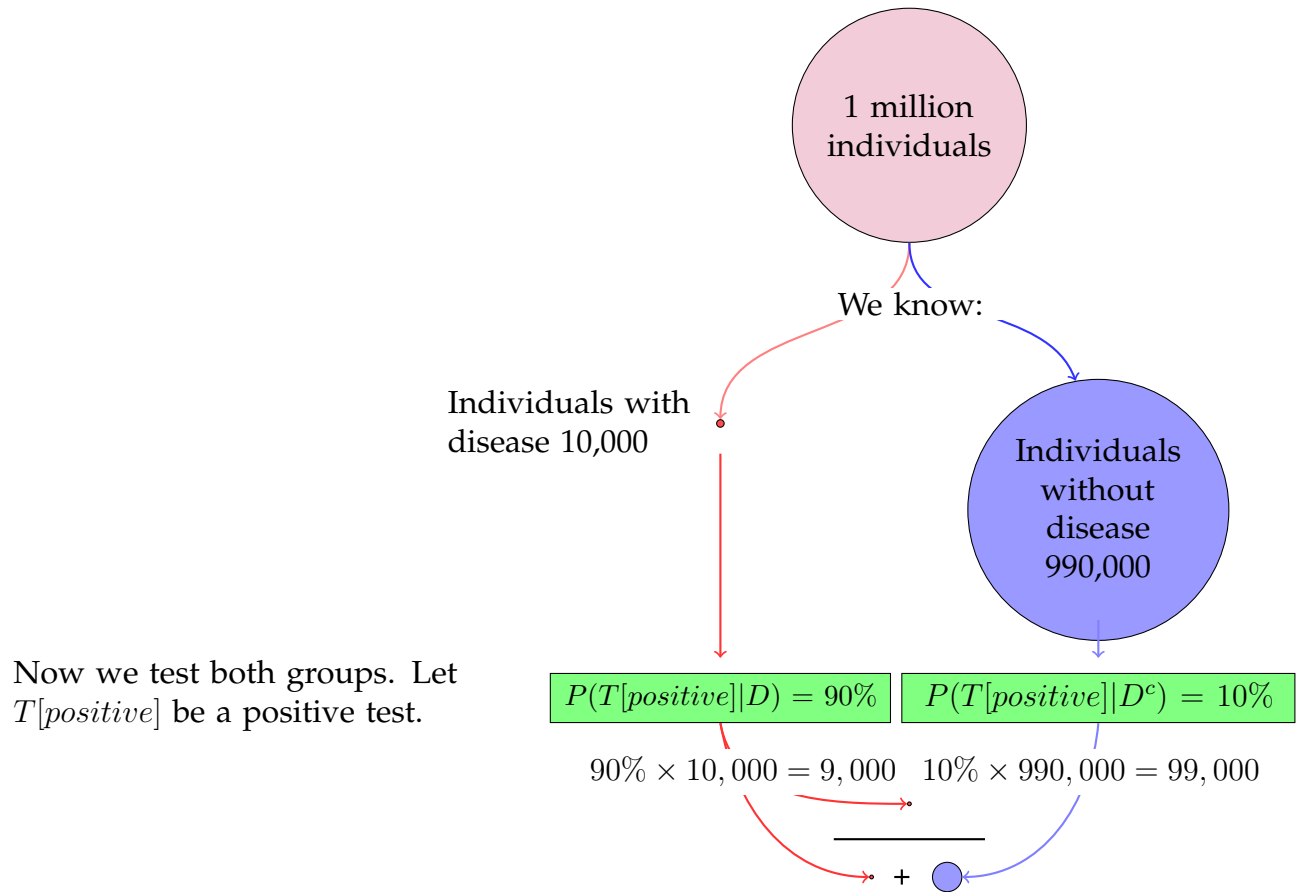 1 million
individuals
We know:
Individuals with
disease 10,000
Individuals
without
disease
990,000
Now we test both groups. Let
T[positive] be a positive test.
P(T[positive]|D) = 90%
P(T[positive]|Dᶜ) = 10%
90% × 10,000 = 9,000
10% × 990,000 = 99,000
+